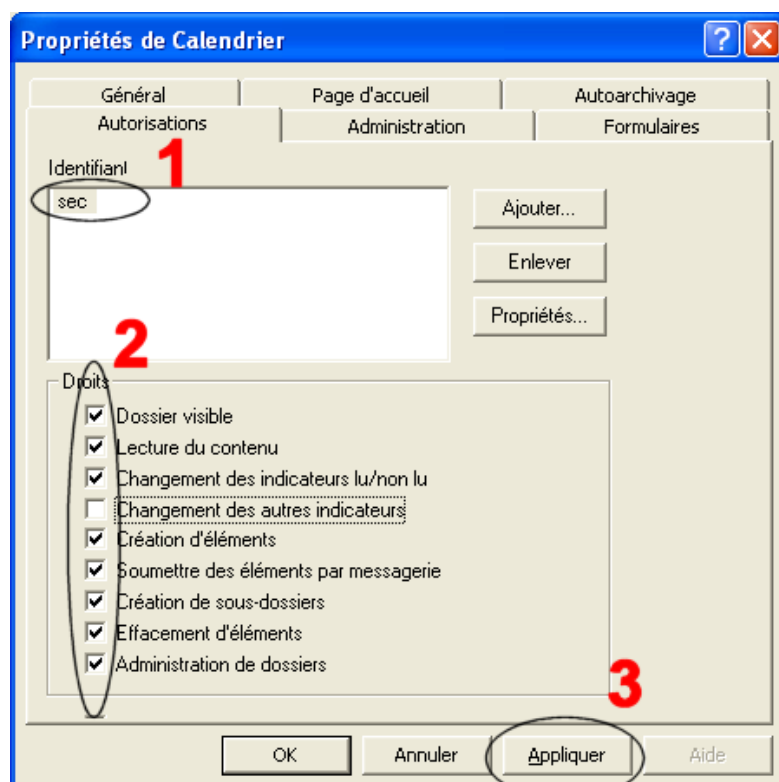 Propriétés de Calendrier
Général Page d'accueil Autoarchivage
Autorisations Administration Formulaires
1
Identifiant
sec
Ajouter...
Enlever
Propriétés...
2
Droits
Dossier visible
Lecture du contenu
Changement des indicateurs lu/non lu
Changement des autres indicateurs
Création d'éléments
Soumettre des éléments par messagerie
Création de sous-dossiers
Effacement d'éléments
Administration de dossiers
3
OK Annuler Appliquer Aide